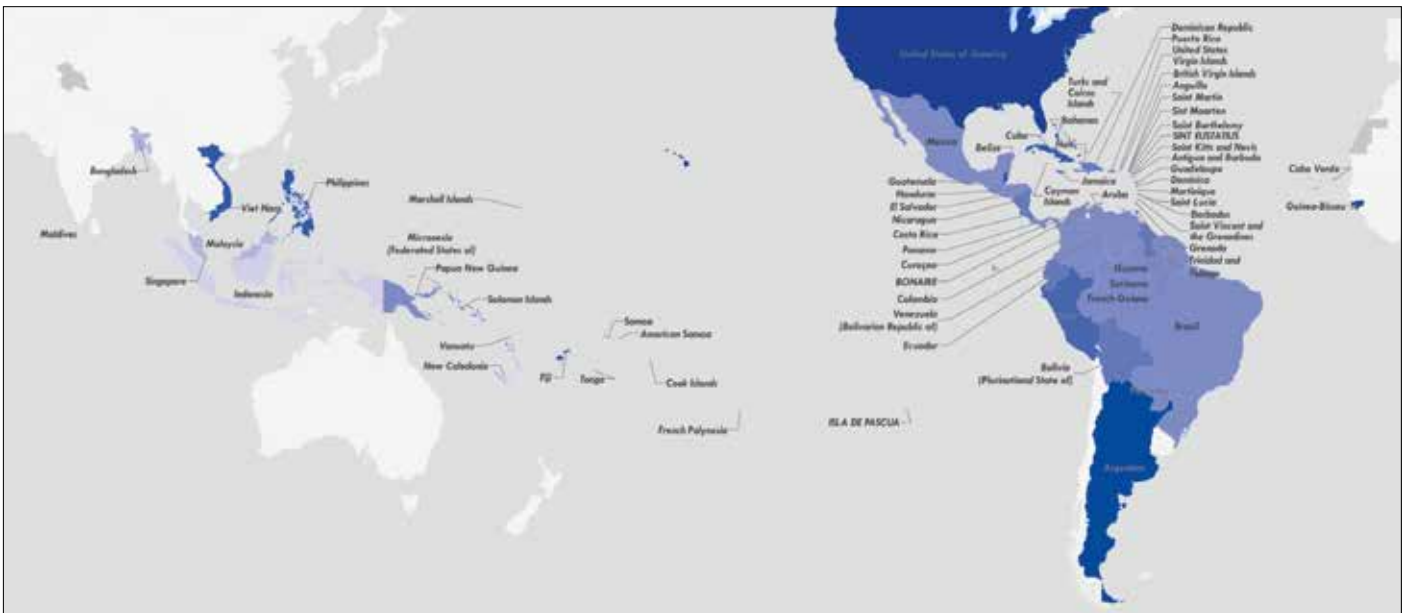 United States of America
Dominican Republic
Puerto Rico
United States
Virgin Islands
British Virgin Islands
Anguilla
Saint Martin
Sint Maarten
Saint Barthelemy
SINT EUSTATIUS
Saint Kitts and Nevis
Antigua and Barbuda
Guadeloupe
Dominica
Martinique
Saint Lucia
Barbados
Saint Vincent and
the Grenadines
Grenada
Trinidad and
Tobago
Turks and
Caicos
Islands
Bahamas
Cuba
Haiti
Belize
Mexico
Jamaica
Cayman
Islands
Aruba
Guatemala
Honduras
El Salvador
Nicaragua
Costa Rica
Panama
Curaçao
BONAIRE
Colombia
Venezuela
(Bolivarian Republic of)
Ecuador
Guyana
Suriname
French Guiana
Brazil
Bolivia
(Plurinational State of)
Argentina
Cabo Verde
Guinea-Bissau
Bangladesh
Viet Nam
Philippines
Maldives
Malaysia
Singapore
Indonesia
Marshall Islands
Micronesia
(Federated States of)
Papua New Guinea
Solomon Islands
Vanuatu
New Caledonia
Fiji
Tonga
Samoa
American Samoa
Cook Islands
French Polynesia
ISLA DE PASCUA